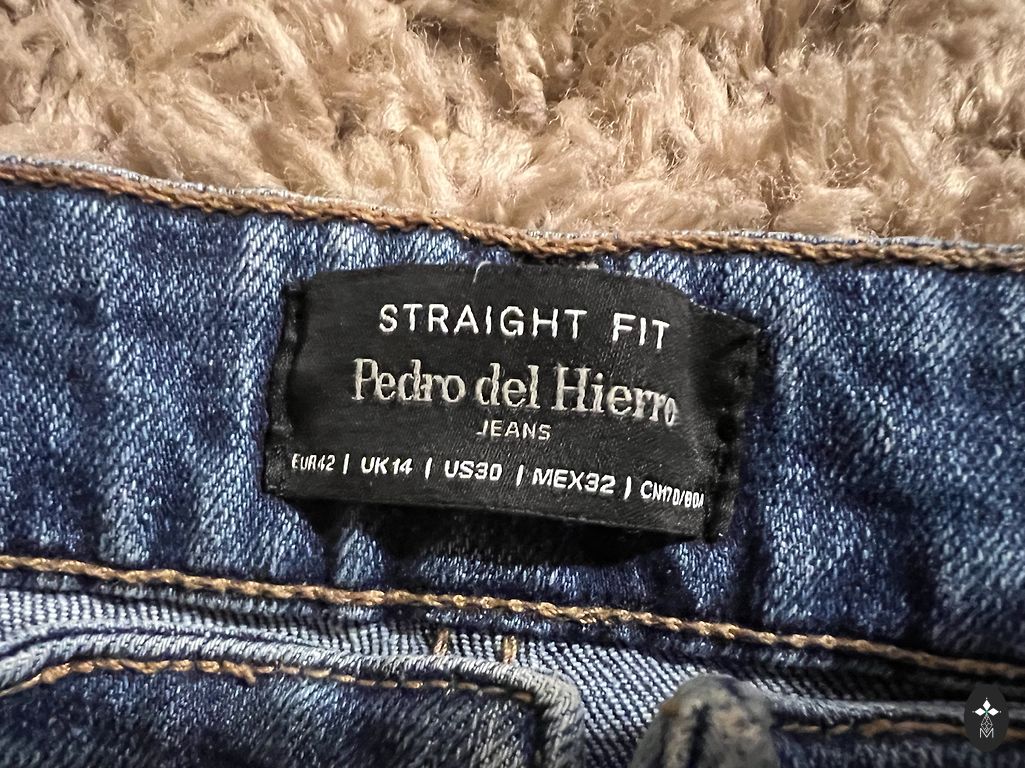 STRAIGHT FIT
Pedro del Hierro
JEANS
EUR42 | UK14 | US30 | MEX32 | CN170/80A
M